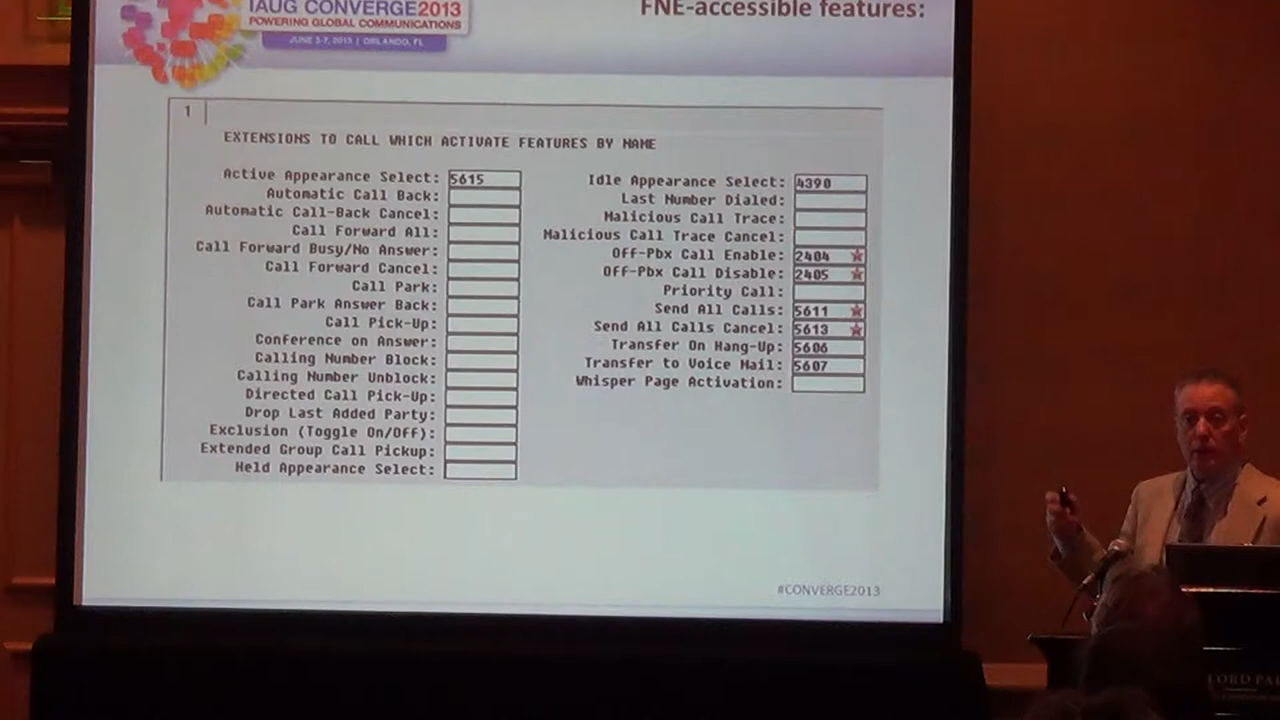 IAUG CONVERGE2013
POWERING GLOBAL COMMUNICATIONS
JUNE 3-7, 2013 | ORLANDO, FL
FNE-accessible features:
1
EXTENSIONS TO CALL WHICH ACTIVATE FEATURES BY NAME
Active Appearance Select: 5615
Automatic Call Back:
Automatic Call-Back Cancel:
Call Forward All:
Call Forward Busy/No Answer:
Call Forward Cancel:
Call Park:
Call Park Answer Back:
Call Pick-Up:
Conference on Answer:
Calling Number Block:
Calling Number Unblock:
Directed Call Pick-Up:
Drop Last Added Party:
Exclusion (Toggle On/Off):
Extended Group Call Pickup:
Held Appearance Select:
Idle Appearance Select: 4390
Last Number Dialed:
Malicious Call Trace:
Malicious Call Trace Cancel:
Off-Pbx Call Enable: 2404
Off-Pbx Call Disable: 2405
Priority Call:
Send All Calls: 5611
Send All Calls Cancel: 5613
Transfer On Hang-Up: 5606
Transfer to Voice Mail: 5607
Whisper Page Activation:
#CONVERGE2013